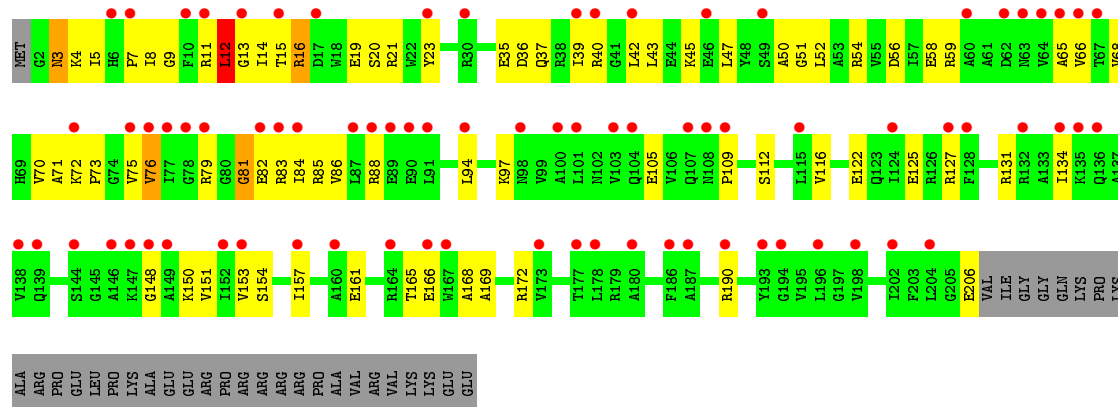 MET G2 N3 K4 I5 H6 P7 I8 G9 F10 R11 L12 G13 I14 T15 R16 D17 W18 E19 S20 R21 W22 Y23 R30 E35 D36 Q37 R38 I39 R40 G41 L42 L43 E44 K45 E46 L47 Y48 S49 A50 G51 L52 A53 R54 V55 D56 I57 E58 R59 A60 A61 D62 N63 V64 A65 V66 T67 V68
H69 V70 A71 K72 P73 G74 V75 V76 I77 G78 R79 G80 G81 E82 R83 I84 R85 V86 L87 R88 E89 E90 L91 L94 K97 N98 V99 A100 L101 N102 V103 Q104 E105 V106 Q107 N108 P109 S112 L115 V116 E122 Q123 I124 E125 R126 R127 F128 R131 R132 A133 I134 K135 Q136 A137
V138 Q139 S144 G145 A146 K147 G148 A149 K150 V151 I152 V153 S154 I157 A160 E161 R164 T165 E166 W167 A168 A169 R172 V173 T177 L178 R179 A180 F186 A187 R190 Y193 G194 V195 L196 G197 V198 I202 F203 L204 G205 E206 VAL ILE GLY GLY GLN LYS PRO LYS
ALA ARG PRO GLU LEU PRO LYS ALA GLU GLU ARG PRO ARG ARG ARG ARG PRO ALA VAL ARG VAL LYS LYS GLU GLU